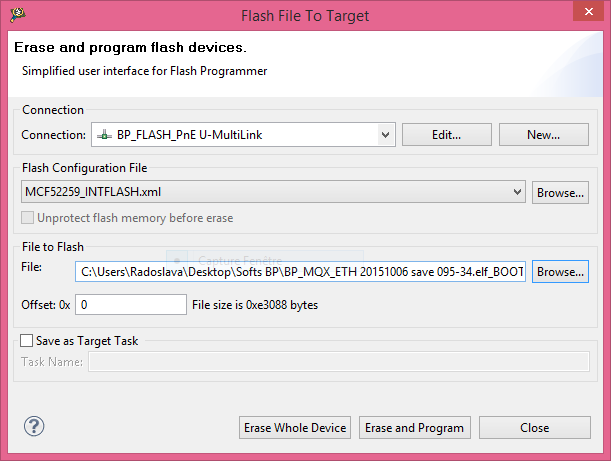 Flash File To Target
Erase and program flash devices.
Simplified user interface for Flash Programmer
Connection
Connection: BP_FLASH_PnE U-MultiLink Edit... New...
Flash Configuration File
MCF52259_INTFLASH.xml Browse...
Unprotect flash memory before erase
File to Flash
Capture Fenêtre
File: C:\Users\Radoslava\Desktop\Softs BP\BP_MQX_ETH 20151006 save 095-34.elf_BOOT Browse...
Offset: 0x 0 File size is 0xe3088 bytes
Save as Target Task
Task Name:
? Erase Whole Device Erase and Program Close